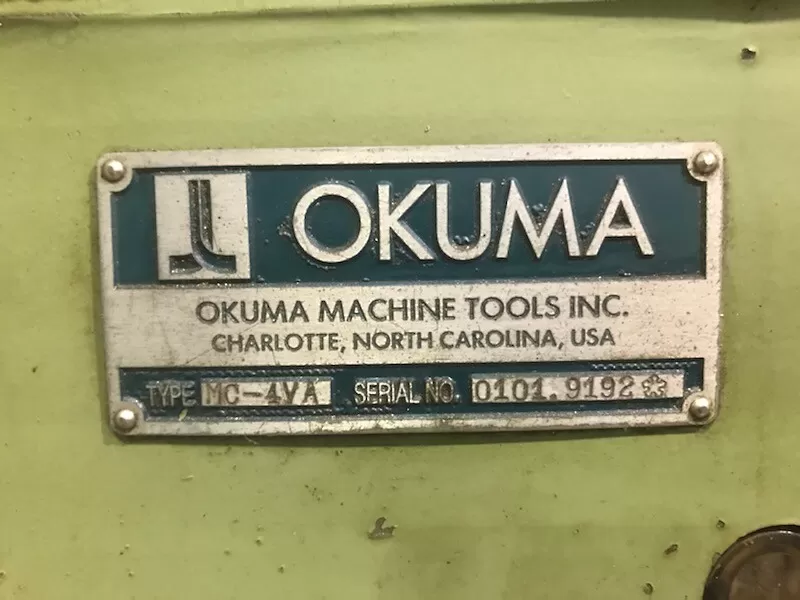 OKUMA
OKUMA MACHINE TOOLS INC.
CHARLOTTE, NORTH CAROLINA, USA
TYPE MC-4VA SERIAL NO. 0101.9192*